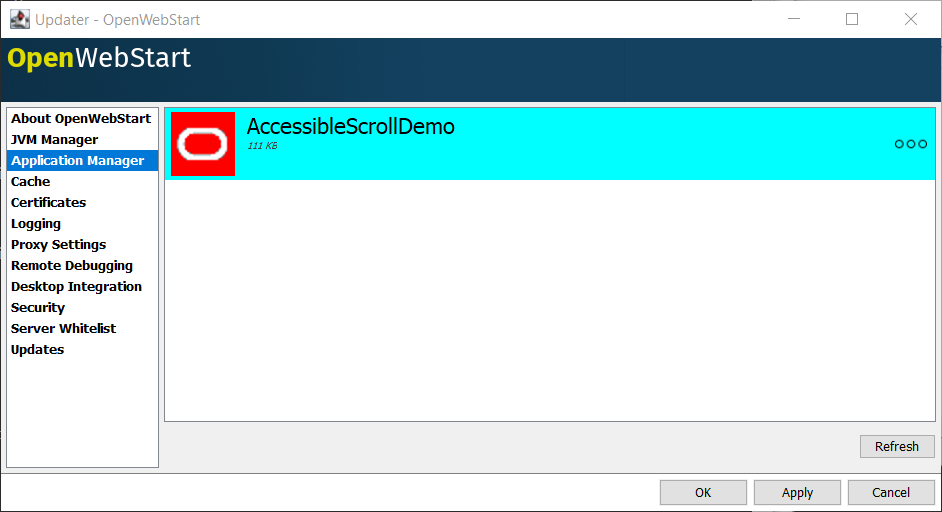 Updater - OpenWebStart
OpenWebStart
About OpenWebStart
JVM Manager
Application Manager
Cache
Certificates
Logging
Proxy Settings
Remote Debugging
Desktop Integration
Security
Server Whitelist
Updates
AccessibleScrollDemo
111 KB
Refresh
OK
Apply
Cancel